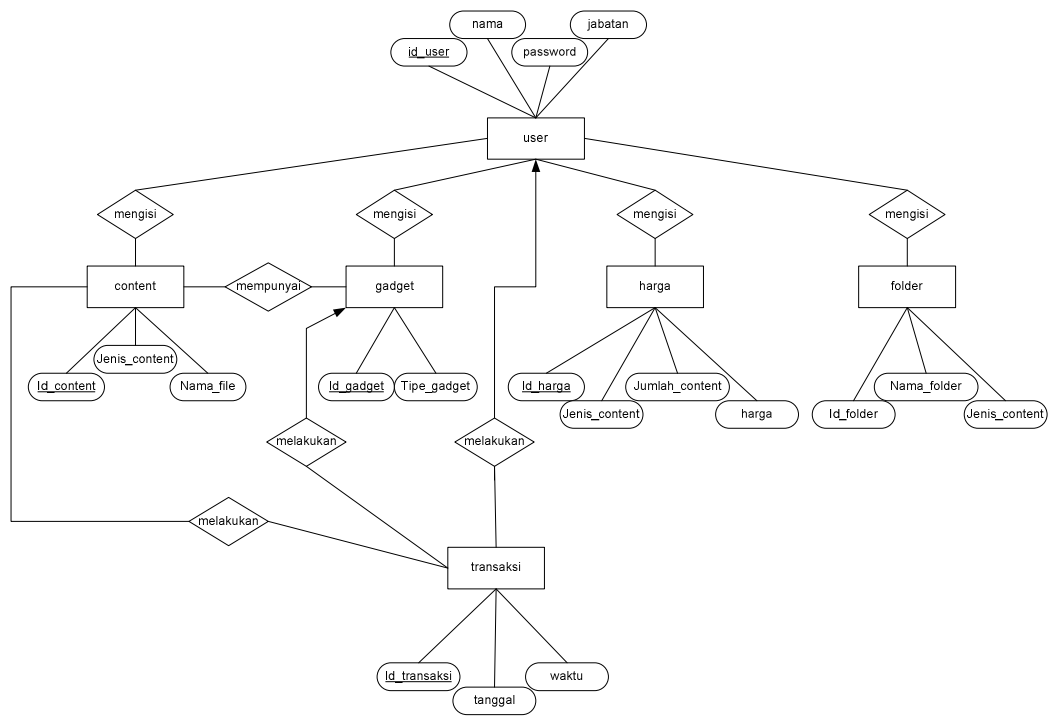 nama
jabatan
id_user
password
user
mengisi
mengisi
mengisi
mengisi
content
mempunyai
gadget
harga
folder
Jenis_content
Id_content
Nama_file
Id_gadget
Tipe_gadget
Id_harga
Jumlah_content
Jenis_content
harga
Nama_folder
Id_folder
Jenis_content
melakukan
melakukan
melakukan
transaksi
Id_transaksi
waktu
tanggal